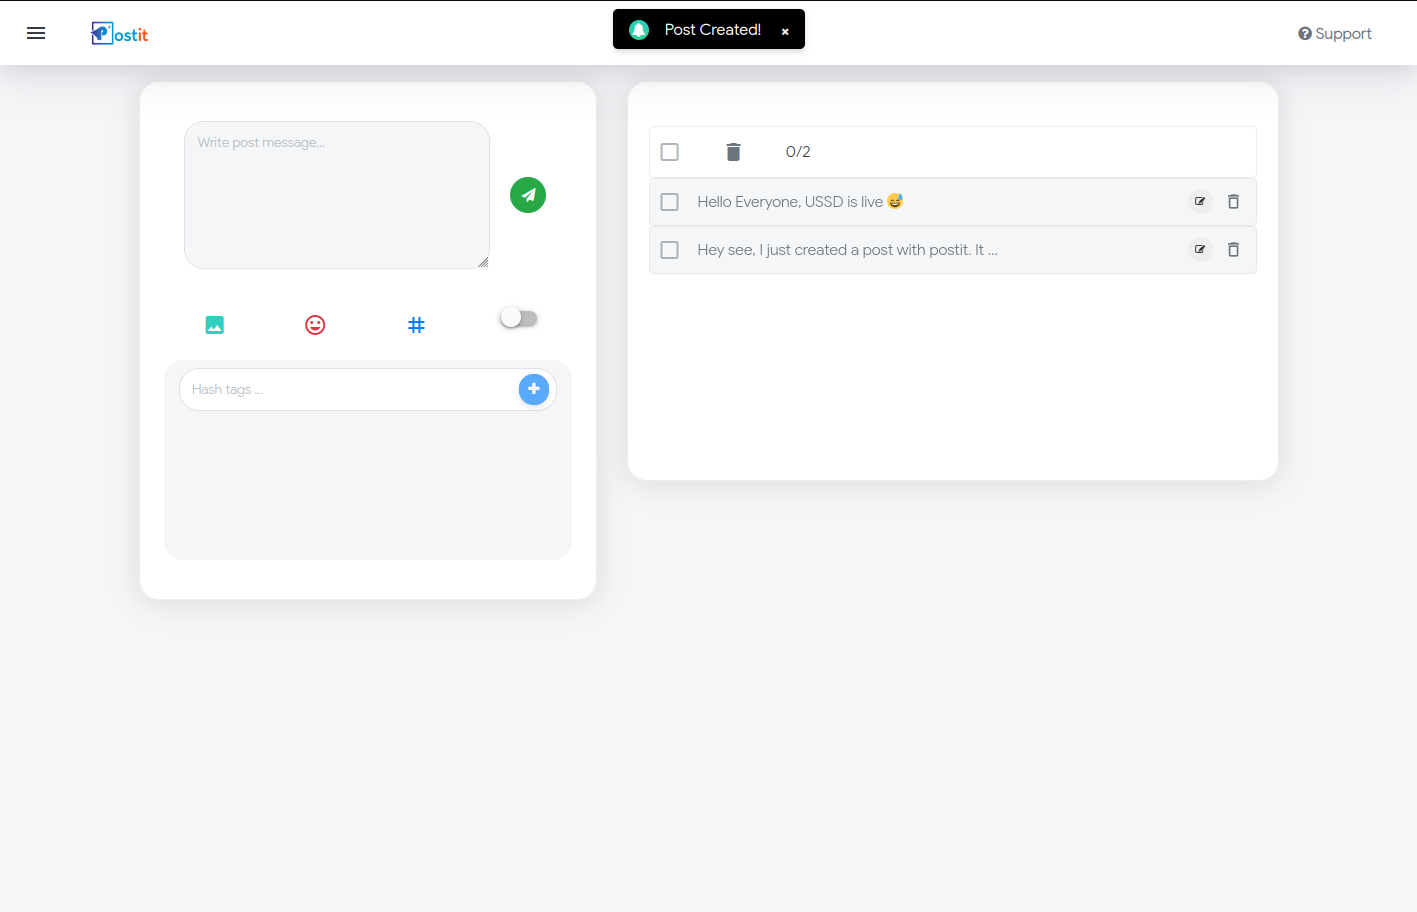 Postit
Post Created! ×
Support
Write post message...
Hash tags ...
0/2
Hello Everyone, USSD is live 😅
Hey see, I just created a post with postit. It ...